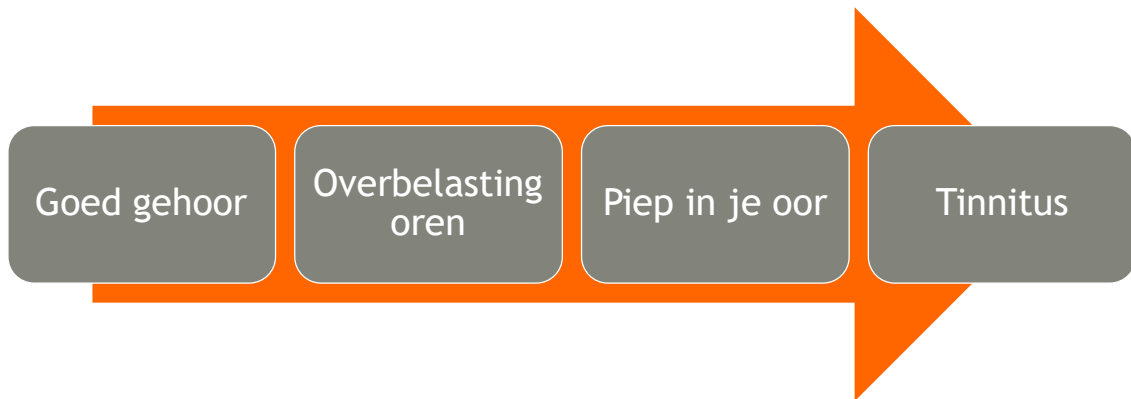 Goed gehoor
Overbelasting
oren
Piep in je oor
Tinnitus